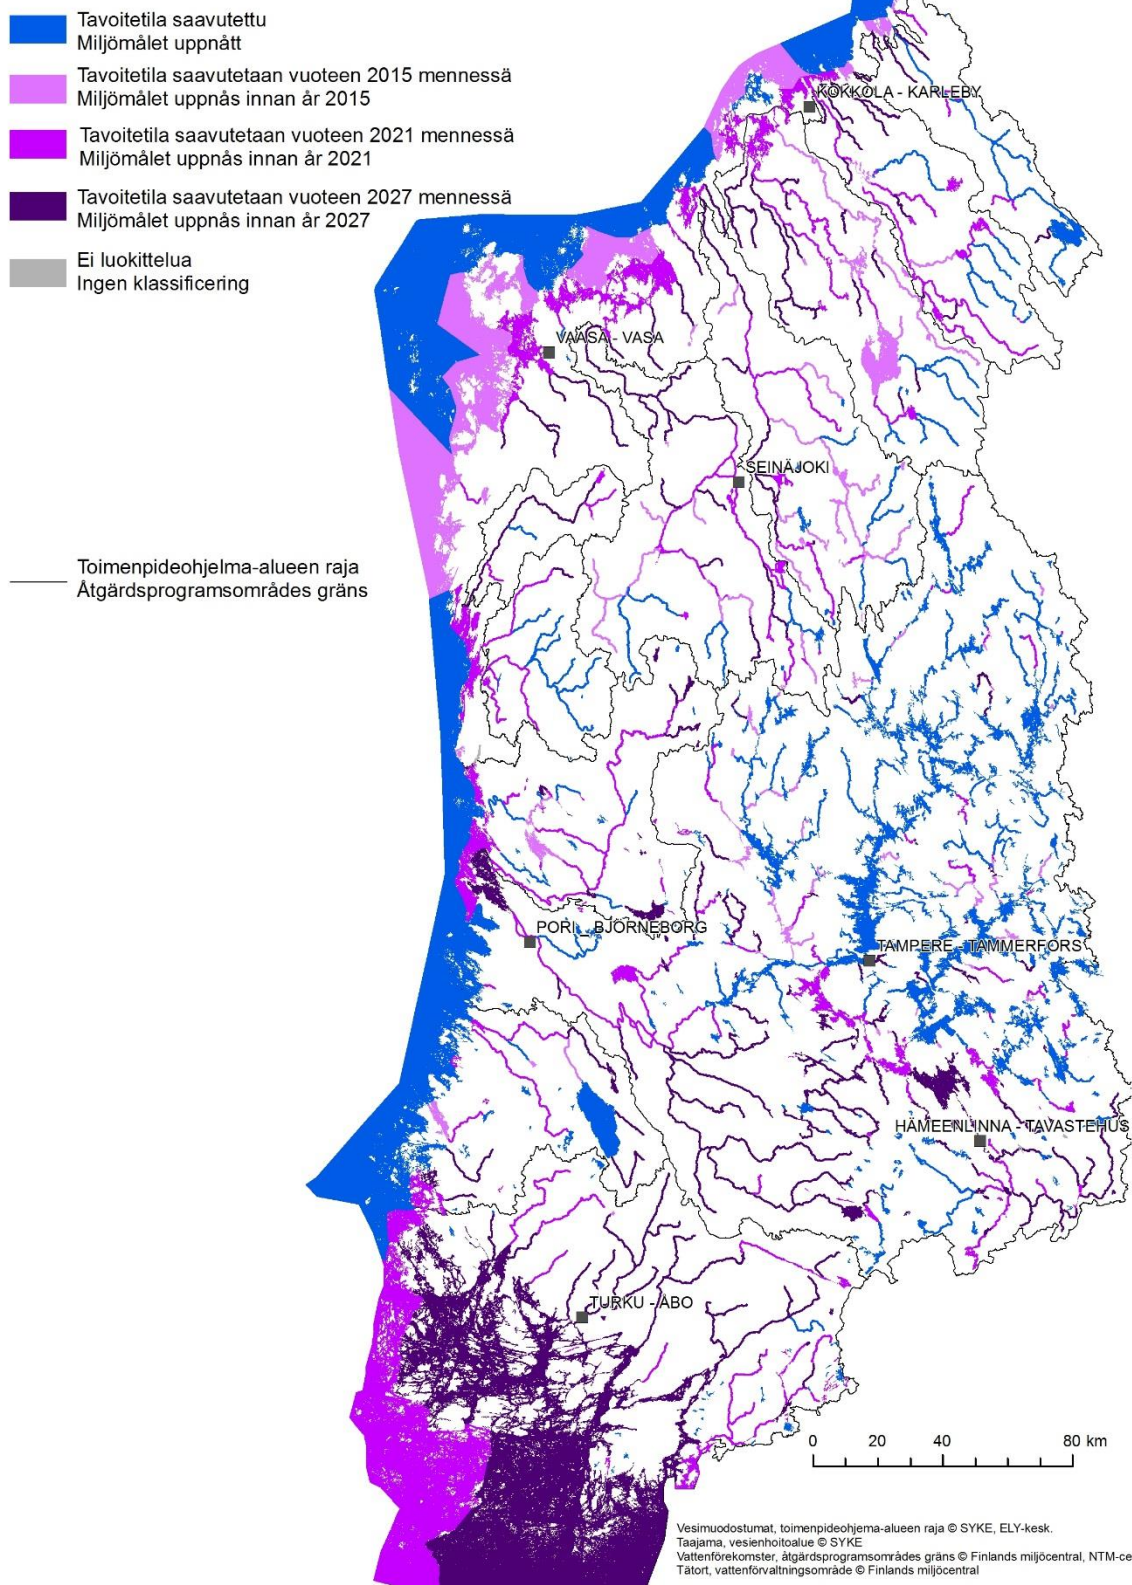 Tavoitetila saavutettu
Miljömålet uppnått
Tavoitetila saavutetaan vuoteen 2015 mennessä
Miljömålet uppnås innan år 2015
Tavoitetila saavutetaan vuoteen 2021 mennessä
Miljömålet uppnås innan år 2021
Tavoitetila saavutetaan vuoteen 2027 mennessä
Miljömålet uppnås innan år 2027
Ei luokittelua
Ingen klassificering
Toimenpideohjelma-alueen raja
Åtgärdsprogramsområdes gräns
KOKKOLA - KARLEBY
VAASA - VASA
SEINÄJOKI
PORI - BJÖRNEBORG
TAMPERE - TAMMERFORS
HÄMEENLINNA - TAVASTEHUS
TURKU - ÅBO
0 20 40 80 km
Vesimuodostumat, toimenpideohjema-alueen raja © SYKE, ELY-kesk.
Taajama, vesienhoitoalue © SYKE
Vattenförekomster, åtgärdsprogramsområdes gräns © Finlands miljöcentral, NTM-ce
Tätort, vattenförvaltningsområde © Finlands miljöcentral